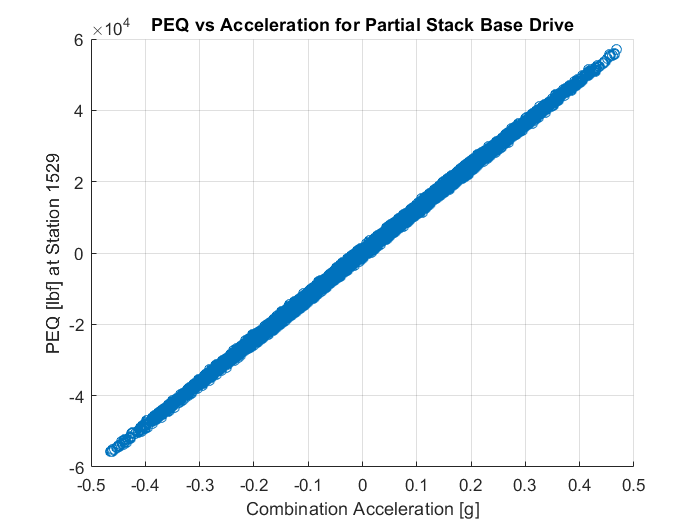 PEQ vs Acceleration for Partial Stack Base Drive
×10⁴
6
4
2
0
-2
-4
-6
PEQ [lbf] at Station 1529
-0.5 -0.4 -0.3 -0.2 -0.1 0 0.1 0.2 0.3 0.4 0.5
Combination Acceleration [g]